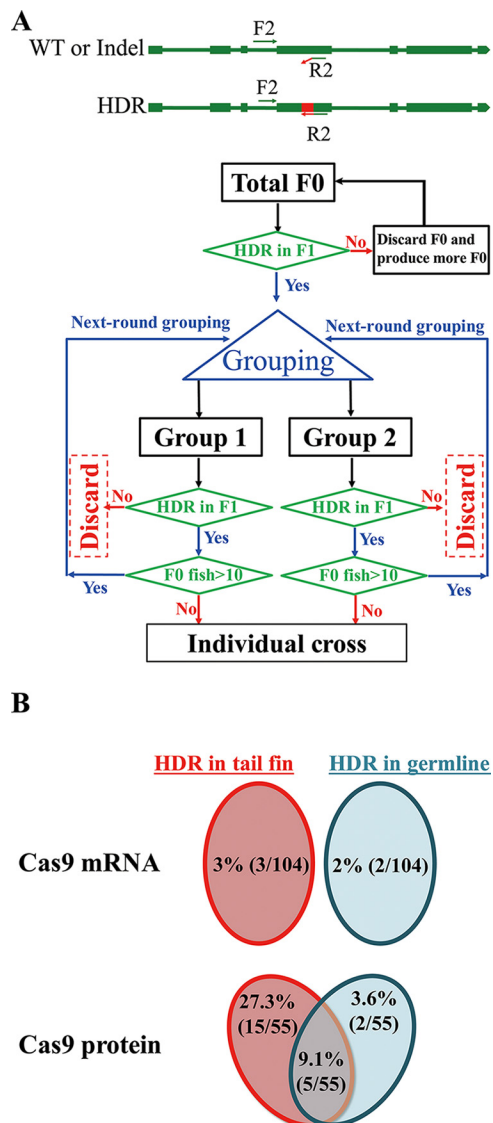 A
F2
WT or Indel
R2
F2
HDR
R2
Total F0
HDR in F1
No
Discard F0 and
produce more F0
Yes
Next-round grouping
Next-round grouping
Grouping
Group 1
Group 2
Discard
No
HDR in F1
HDR in F1
No
Discard
Yes
Yes
F0 fish>10
F0 fish>10
Yes
Yes
No
No
Individual cross
B
HDR in tail fin
HDR in germline
Cas9 mRNA
3% (3/104)
2% (2/104)
Cas9 protein
27.3%
(15/55)
3.6%
(2/55)
9.1%
(5/55)